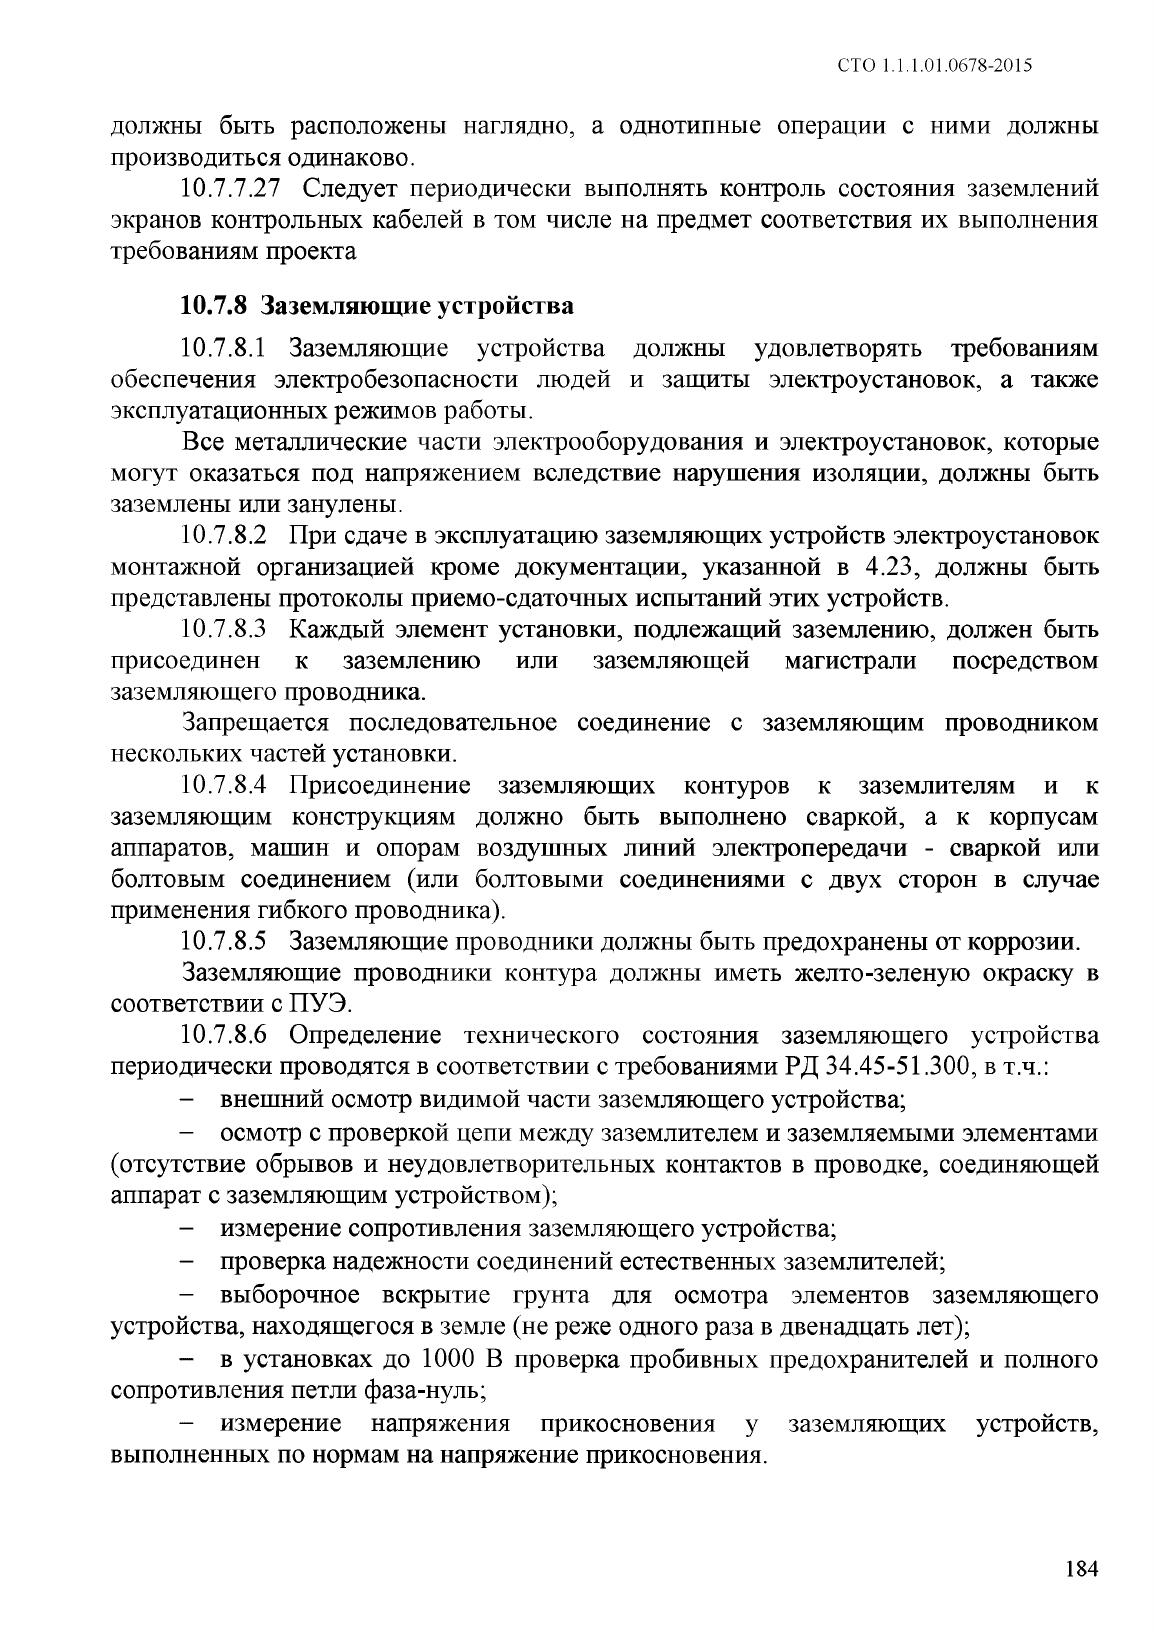 СТО 1.1.1.01.0678-2015
должны быть расположены наглядно, а однотипные операции с ними должны
производиться одинаково.
10.7.7.27 Следует периодически выполнять контроль состояния заземлений
экранов контрольных кабелей в том числе на предмет соответствия их выполнения
требованиям проекта
10.7.8 Заземляющие устройства
10.7.8.1 Заземляющие устройства должны удовлетворять требованиям
обеспечения электробезопасности людей и защиты электроустановок, а также
эксплуатационных режимов работы.
Все металлические части электрооборудования и электроустановок, которые
могут оказаться под напряжением вследствие нарушения изоляции, должны быть
заземлены или занулены.
10.7.8.2 При сдаче в эксплуатацию заземляющих устройств электроустановок
монтажной организацией кроме документации, указанной в 4.23, должны быть
представлены протоколы приемо-сдаточных испытаний этих устройств.
10.7.8.3 Каждый элемент установки, подлежащий заземлению, должен быть
присоединен к заземлению или заземляющей магистрали посредством
заземляющего проводника.
Запрещается последовательное соединение с заземляющим проводником
нескольких частей установки.
10.7.8.4 Присоединение заземляющих контуров к заземлителям и к
заземляющим конструкциям должно быть выполнено сваркой, а к корпусам
аппаратов, машин и опорам воздушных линий электропередачи - сваркой или
болтовым соединением (или болтовыми соединениями с двух сторон в случае
применения гибкого проводника).
10.7.8.5 Заземляющие проводники должны быть предохранены от коррозии.
Заземляющие проводники контура должны иметь желто-зеленую окраску в
соответствии с ПУЭ.
10.7.8.6 Определение технического состояния заземляющего устройства
периодически проводятся в соответствии с требованиями РД 34.45-51.300, в т.ч.:
– внешний осмотр видимой части заземляющего устройства;
– осмотр с проверкой цепи между заземлителем и заземляемыми элементами
(отсутствие обрывов и неудовлетворительных контактов в проводке, соединяющей
аппарат с заземляющим устройством);
– измерение сопротивления заземляющего устройства;
– проверка надежности соединений естественных заземлителей;
– выборочное вскрытие грунта для осмотра элементов заземляющего
устройства, находящегося в земле (не реже одного раза в двенадцать лет);
– в установках до 1000 В проверка пробивных предохранителей и полного
сопротивления петли фаза-нуль;
– измерение напряжения прикосновения у заземляющих устройств,
выполненных по нормам на напряжение прикосновения.
184